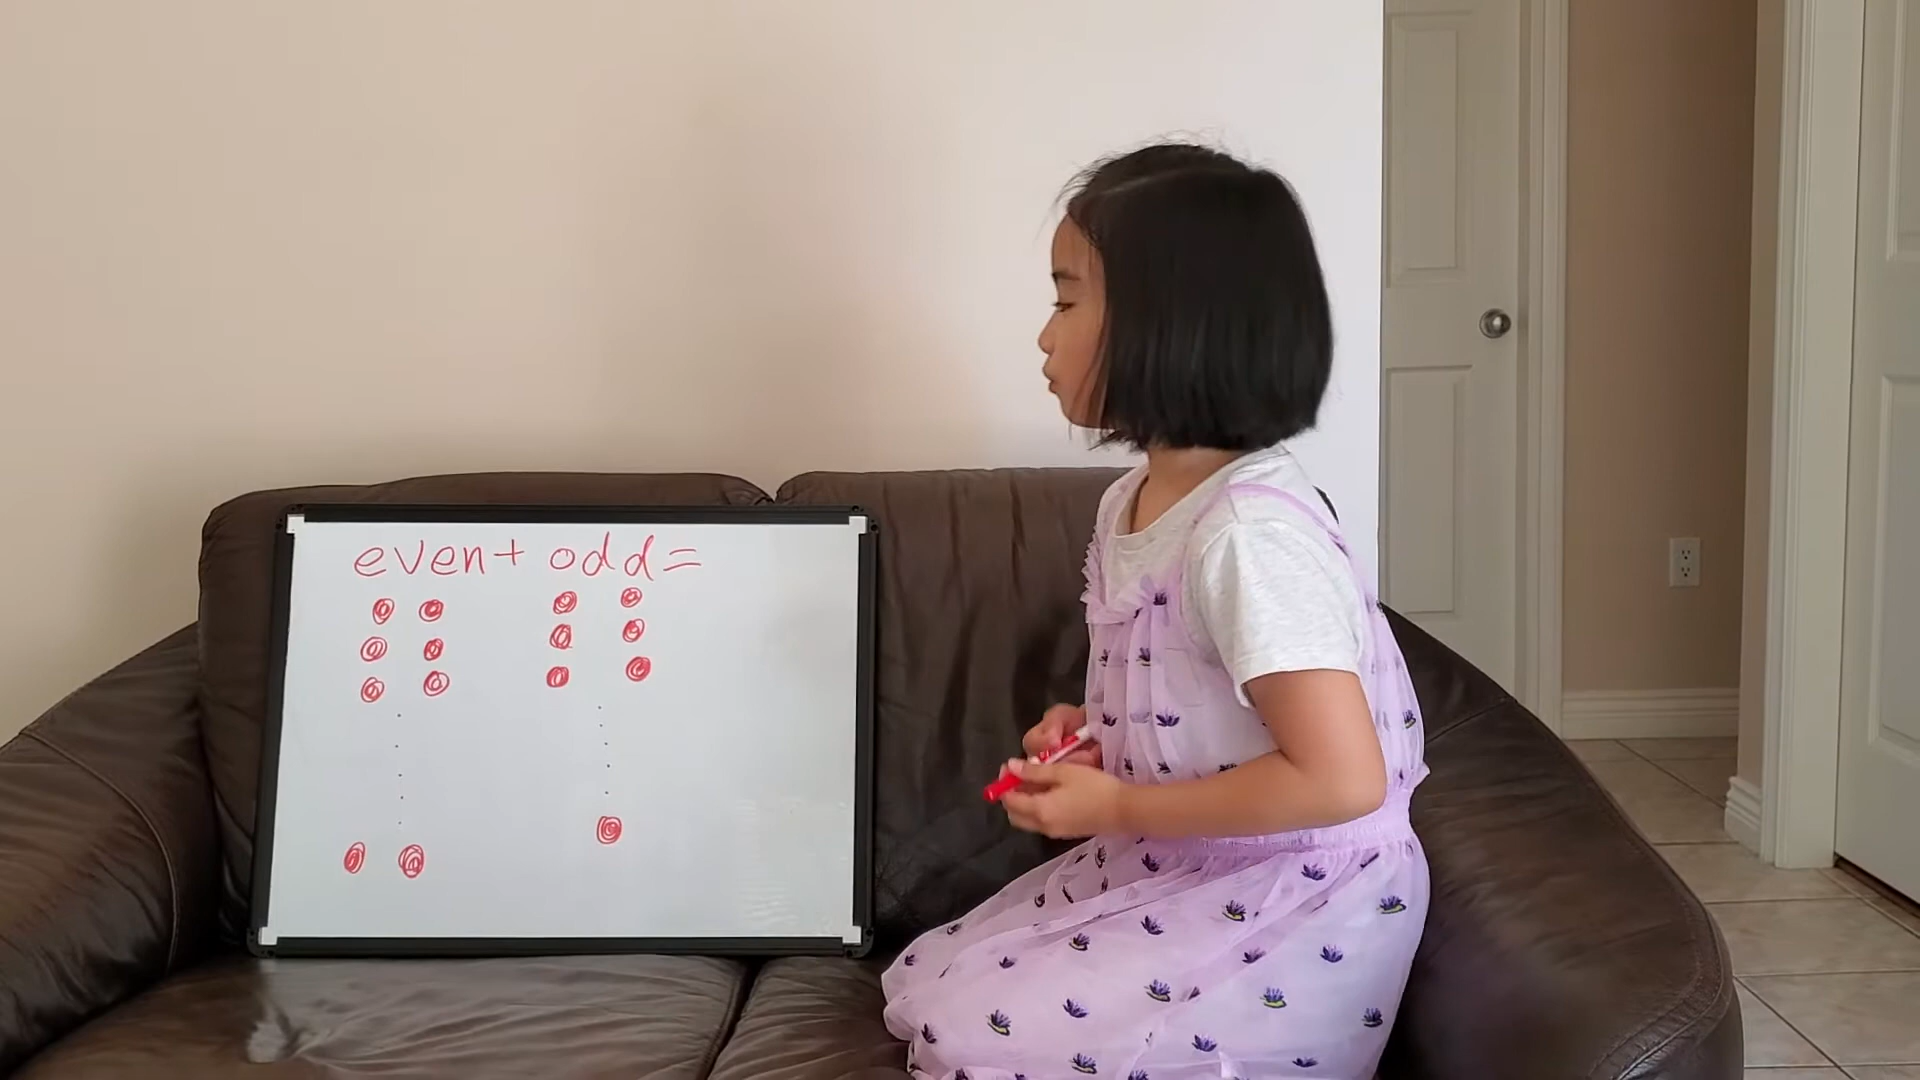 even + odd =